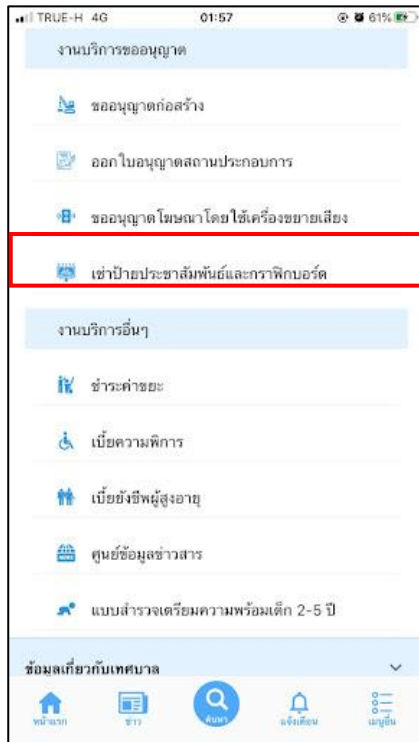 TRUE-H 4G 01:57 61%
งานบริการขออนุญาต
ขออนุญาตก่อสร้าง
ออกใบอนุญาตสถานประกอบการ
ขออนุญาตโฆษณาโดยใช้เครื่องขยายเสียง
เช่าป้ายประชาสัมพันธ์และกราฟิกบอร์ด
งานบริการอื่นๆ
ชำระค่าขยะ
เบี้ยความพิการ
เบี้ยยังชีพผู้สูงอายุ
ศูนย์ข้อมูลข่าวสาร
แบบสำรวจเตรียมความพร้อมเด็ก 2-5 ปี
ข้อมูลเกี่ยวกับเทศบาล
หน้าแรก ข่าว ค้นหา แจ้งเตือน เมนูอื่น